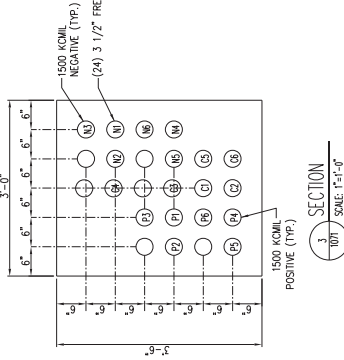 3'-0"
6" 6" 6" 6" 6" 6"
1500 KCMIL
NEGATIVE (TYP.)
(24) 3 1/2" FRE
N3
N1 N2 C4
N6 P3
N4 N5 C3 P1 P2
C5 C1 P6
C6 C2 P4 P5
6" 6" 6" 6" 6" 6" 6"
3'-6"
1500 KCMIL
POSITIVE (TYP.)
3
1071
SECTION
SCALE: 1"=1'-0"